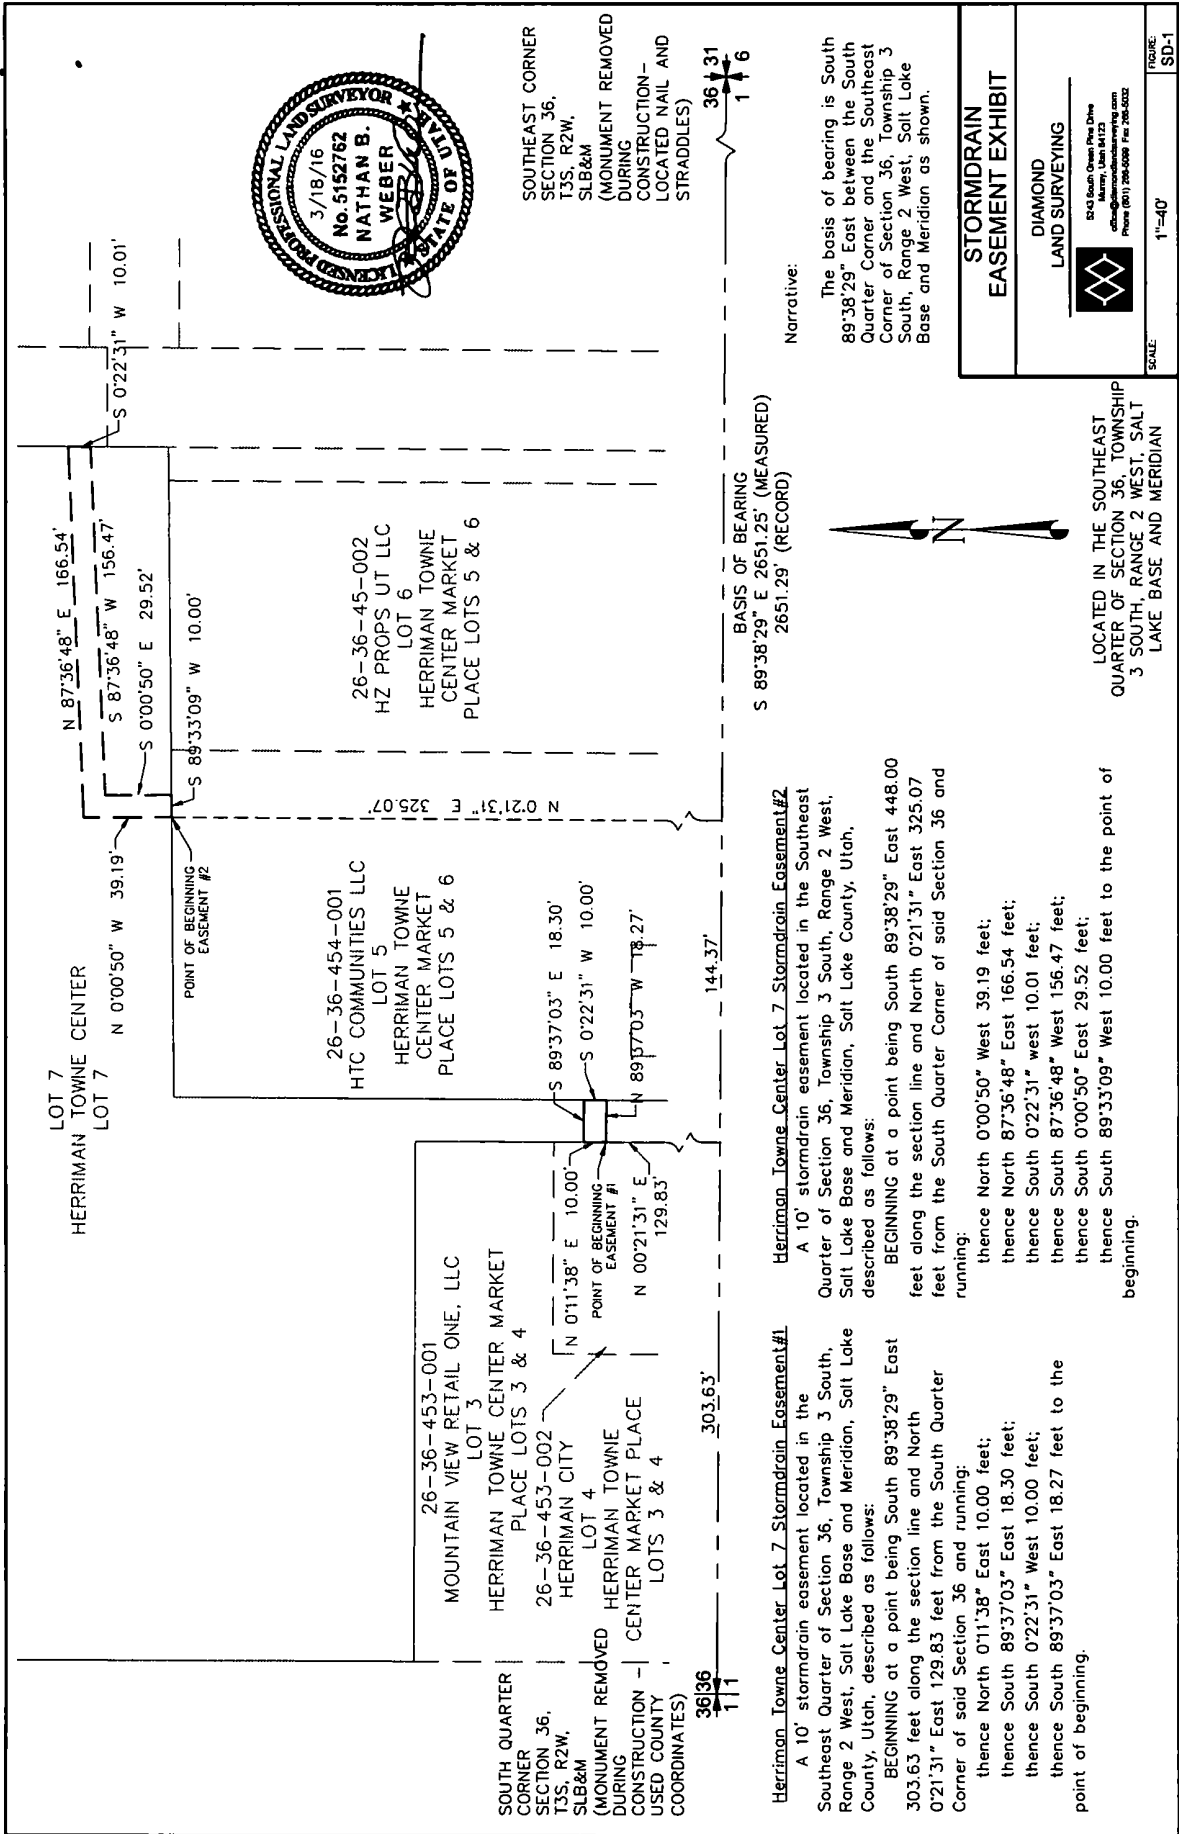 LOT 7
HERRIMAN TOWNE CENTER
LOT 7
N 87°36'48" E 166.54'
S 87°36'48" W 156.47'
S 0°22'31" W 10.01'
N 0°00'50" W 39.19'
S 0°00'50" E 29.52'
S 89°33'09" W 10.00'
POINT OF BEGINNING
EASEMENT #2
LICENSED PROFESSIONAL LAND SURVEYOR
3/18/16
No. 5152762
NATHAN B.
WEBER
STATE OF UTAH
26-36-454-001
HTC COMMUNITIES LLC
LOT 5
HERRIMAN TOWNE
CENTER MARKET
PLACE LOTS 5 & 6
N 0°21'31" E 325.07'
26-36-45-002
HZ PROPS UT LLC
LOT 6
HERRIMAN TOWNE
CENTER MARKET
PLACE LOTS 5 & 6
26-36-453-001
MOUNTAIN VIEW RETAIL ONE, LLC
LOT 3
HERRIMAN TOWNE CENTER MARKET
PLACE LOTS 3 & 4
26-36-453-002
HERRIMAN CITY
LOT 4
HERRIMAN TOWNE
CENTER MARKET PLACE
LOTS 3 & 4
S 89°37'03" E 18.30'
S 0°22'31" W 10.00'
N 89°37'03" W 18.27'
N 0°11'38" E 10.00'
POINT OF BEGINNING
EASEMENT #1
N 00°21'31" E
129.83'
SOUTH QUARTER
CORNER
SECTION 36,
T3S, R2W,
SLB&M
(MONUMENT REMOVED
DURING
CONSTRUCTION -
USED COUNTY
COORDINATES)
36 36
1 1
303.63'
144.37'
BASIS OF BEARING
S 89°38'29" E 2651.25' (MEASURED)
2651.29' (RECORD)
SOUTHEAST CORNER
SECTION 36,
T3S, R2W,
SLB&M
(MONUMENT REMOVED
DURING
CONSTRUCTION-
LOCATED NAIL AND
STRADDLES)
36 31
1 6
Herriman Towne Center Lot 7 Stormdrain Easement#1
A 10' stormdrain easement located in the
Southeast Quarter of Section 36, Township 3 South,
Range 2 West, Salt Lake Base and Meridian, Salt Lake
County, Utah, described as follows:
BEGINNING at a point being South 89°38'29" East
303.63 feet along the section line and North
0°21'31" East 129.83 feet from the South Quarter
Corner of said Section 36 and running:
thence North 0°11'38" East 10.00 feet;
thence South 89°37'03" East 18.30 feet;
thence South 0°22'31" West 10.00 feet;
thence South 89°37'03" East 18.27 feet to the
point of beginning.
Herriman Towne Center Lot 7 Stormdrain Easement#2
A 10' stormdrain easement located in the Southeast
Quarter of Section 36, Township 3 South, Range 2 West,
Salt Lake Base and Meridian, Salt Lake County, Utah,
described as follows:
BEGINNING at a point being South 89°38'29" East 448.00
feet along the section line and North 0°21'31" East 325.07
feet from the South Quarter Corner of said Section 36 and
running:
thence North 0°00'50" West 39.19 feet;
thence North 87°36'48" East 166.54 feet;
thence South 0°22'31" west 10.01 feet;
thence South 87°36'48" West 156.47 feet;
thence South 0°00'50" East 29.52 feet;
thence South 89°33'09" West 10.00 feet to the point of
beginning.
N
LOCATED IN THE SOUTHEAST
QUARTER OF SECTION 36, TOWNSHIP
3 SOUTH, RANGE 2 WEST, SALT
LAKE BASE AND MERIDIAN
Narrative:
The basis of bearing is South
89°38'29" East between the South
Quarter Corner and the Southeast
Corner of Section 36, Township 3
South, Range 2 West, Salt Lake
Base and Meridian as shown.
STORMDRAIN
EASEMENT EXHIBIT
DIAMOND
LAND SURVEYING
5243 South Green Pine Drive
Murray, Utah 84123
office@diamondlandsurveying.com
Phone (801) 266-5099 Fax 266-5032
SCALE:
1"=40'
FIGURE:
SD-1